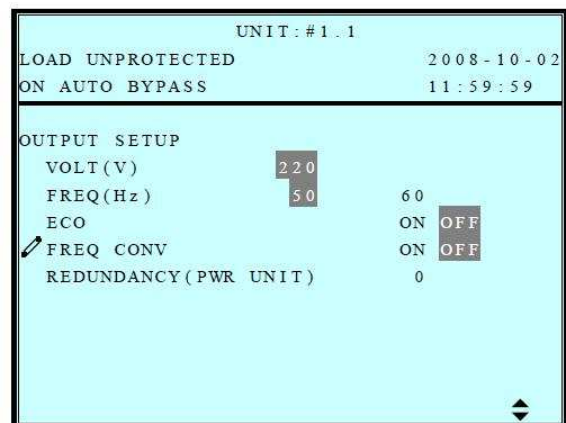 UNIT:#1.1
LOAD UNPROTECTED 2008-10-02
ON AUTO BYPASS 11:59:59
OUTPUT SETUP
VOLT(V) 220
FREQ(Hz) 50 60
ECO ON OFF
FREQ CONV ON OFF
REDUNDANCY(PWR UNIT) 0